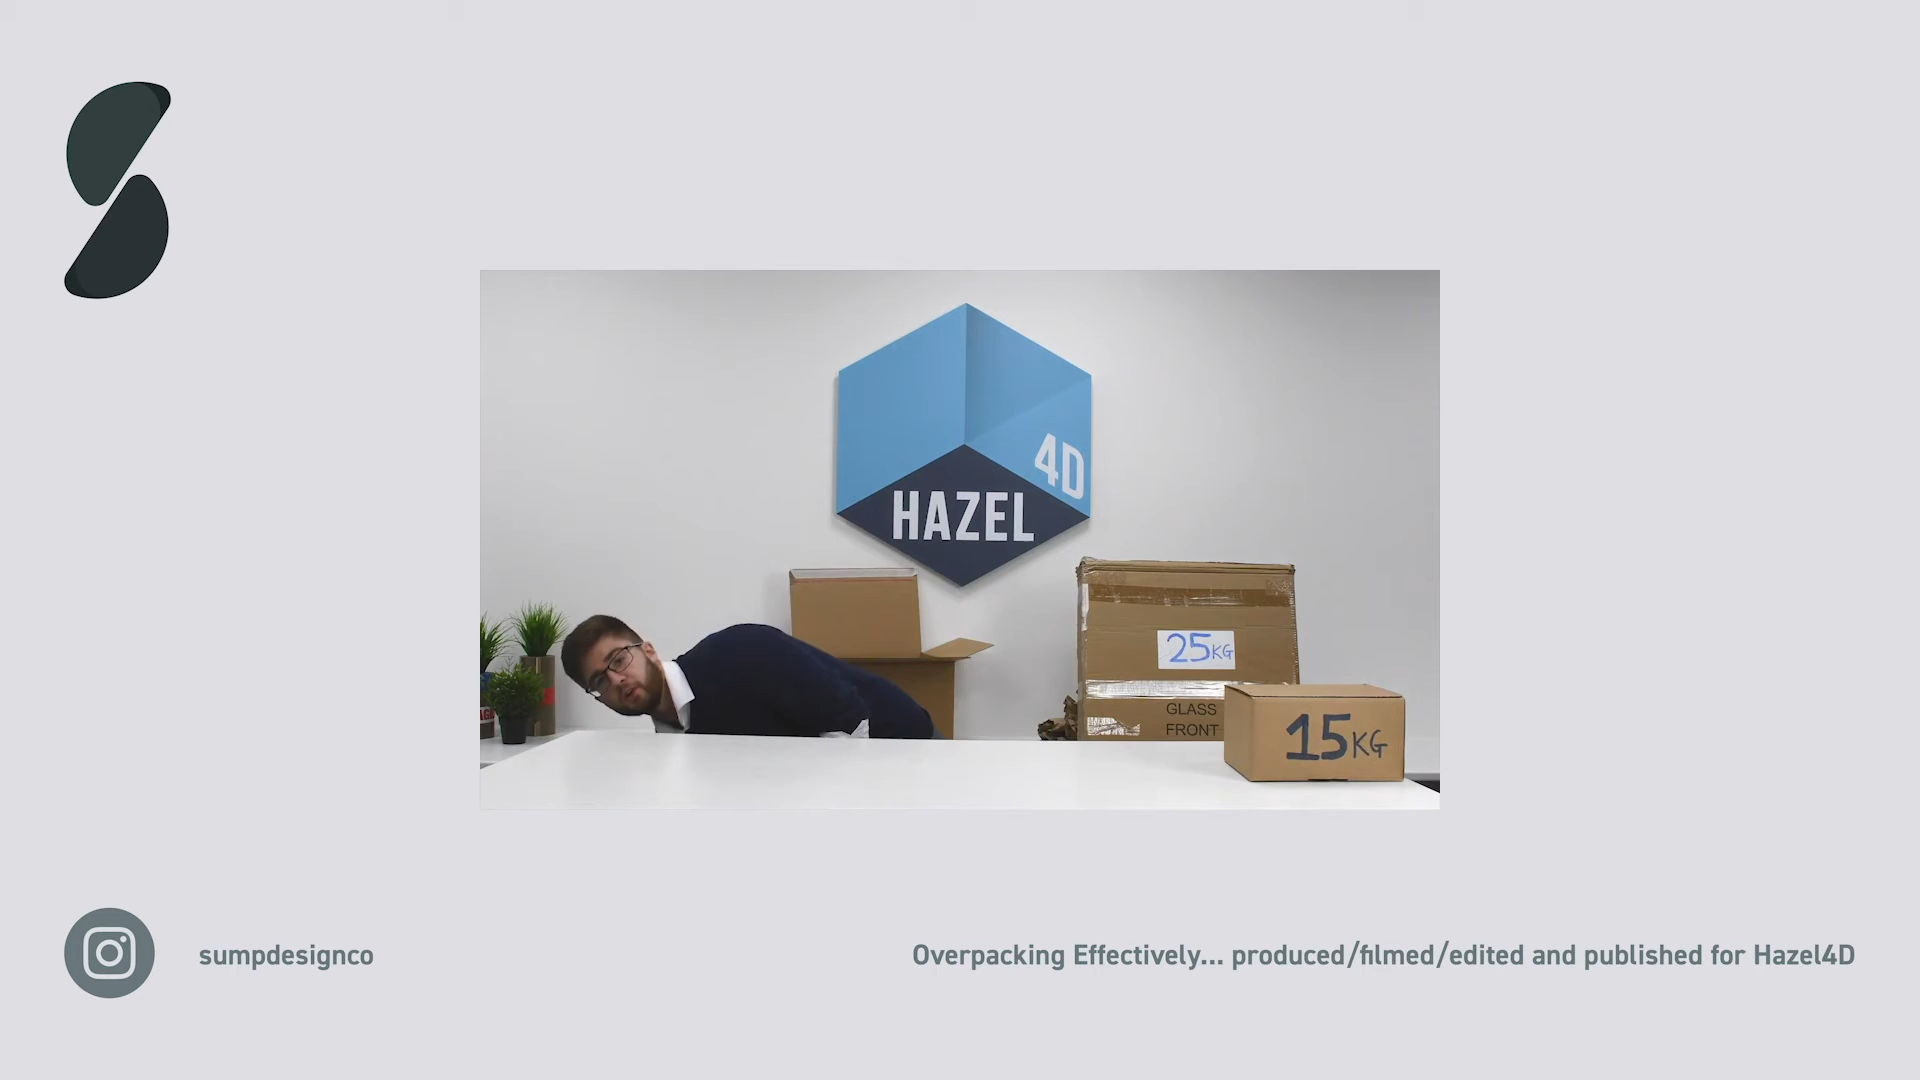 4D
HAZEL
25KG
GLASS
FRONT
15KG
sumpdesignco
Overpacking Effectively... produced/filmed/edited and published for Hazel4D